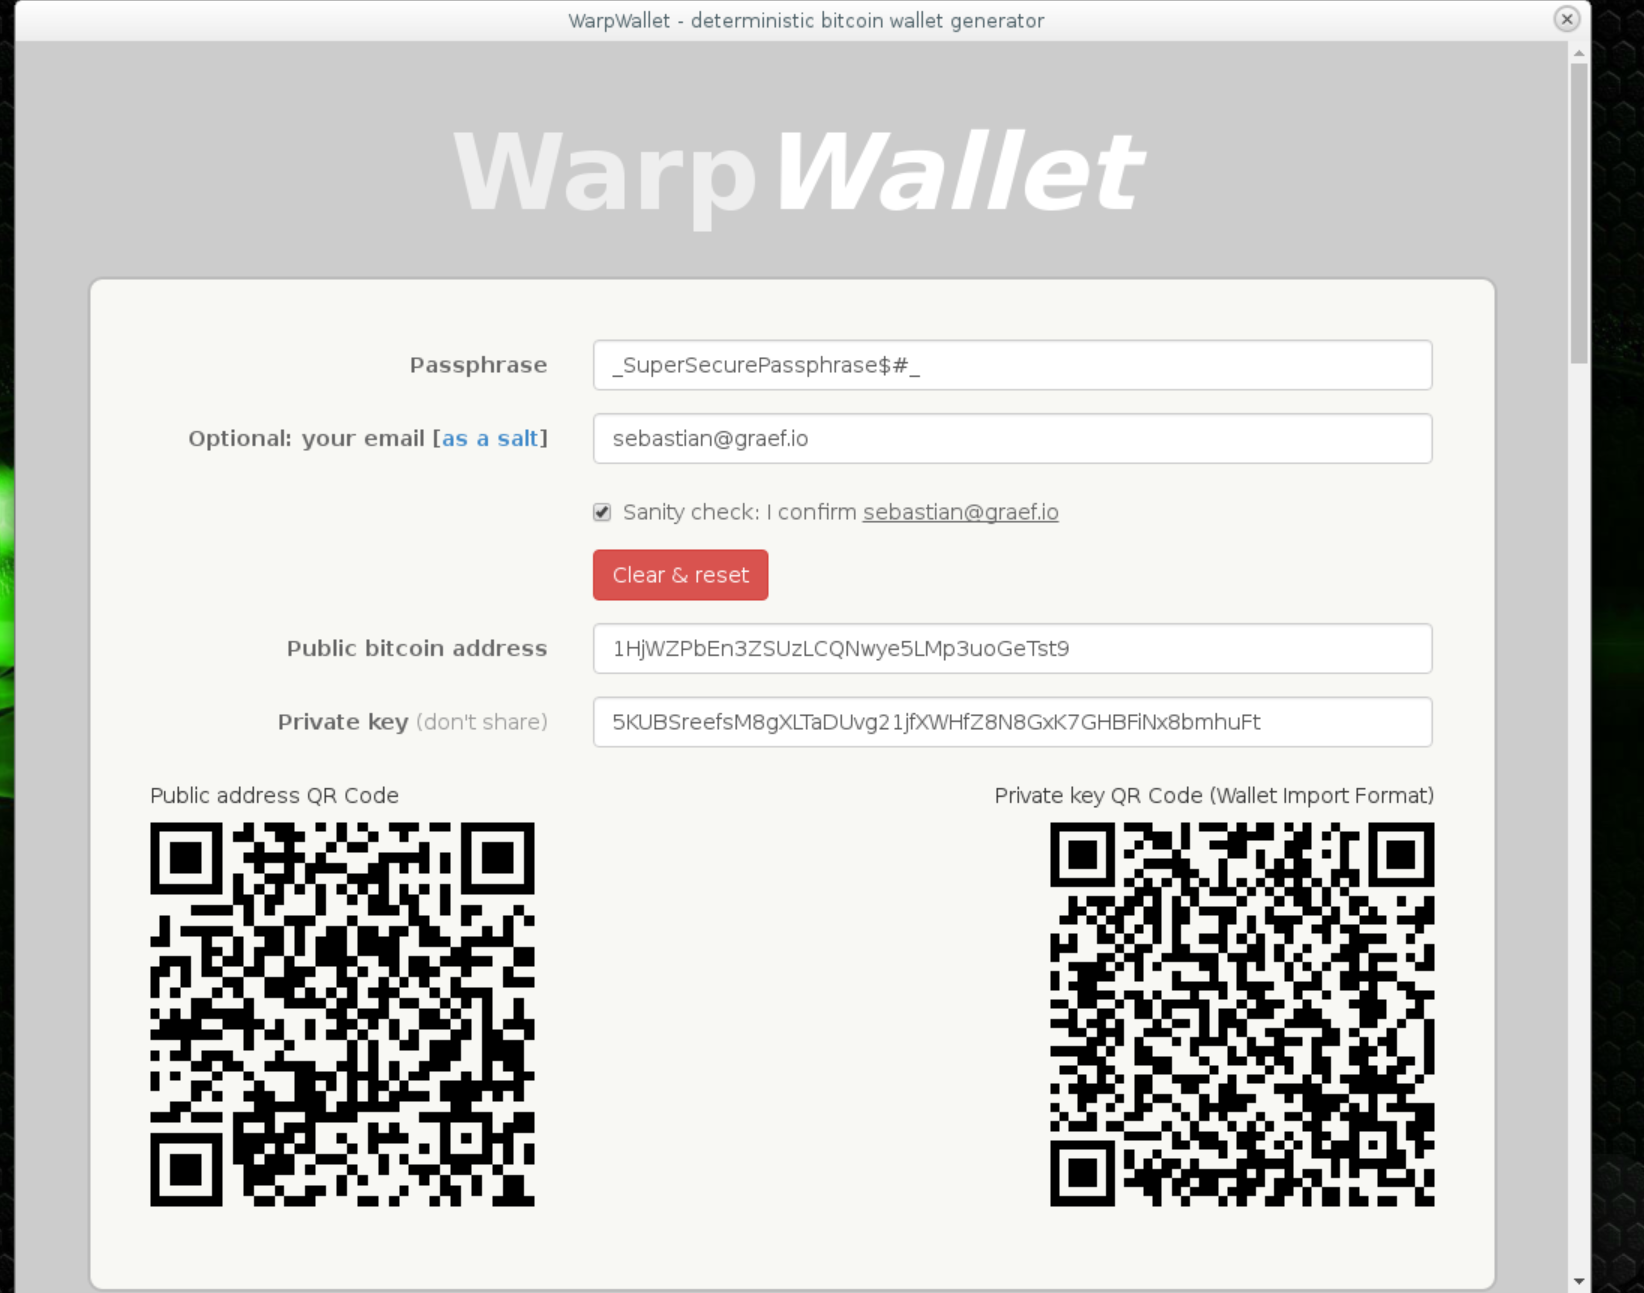 WarpWallet - deterministic bitcoin wallet generator
WarpWallet
Passphrase
_SuperSecurePassphrase$#_
Optional: your email [as a salt]
sebastian@graef.io
Sanity check: I confirm sebastian@graef.io
Clear & reset
Public bitcoin address
1HjWZPbEn3ZSUzLCQNwye5LMp3uoGeTst9
Private key (don't share)
5KUBSreefsM8gXLTaDUvg21jfXWHfZ8N8GxK7GHBFiNx8bmhuFt
Public address QR Code
Private key QR Code (Wallet Import Format)